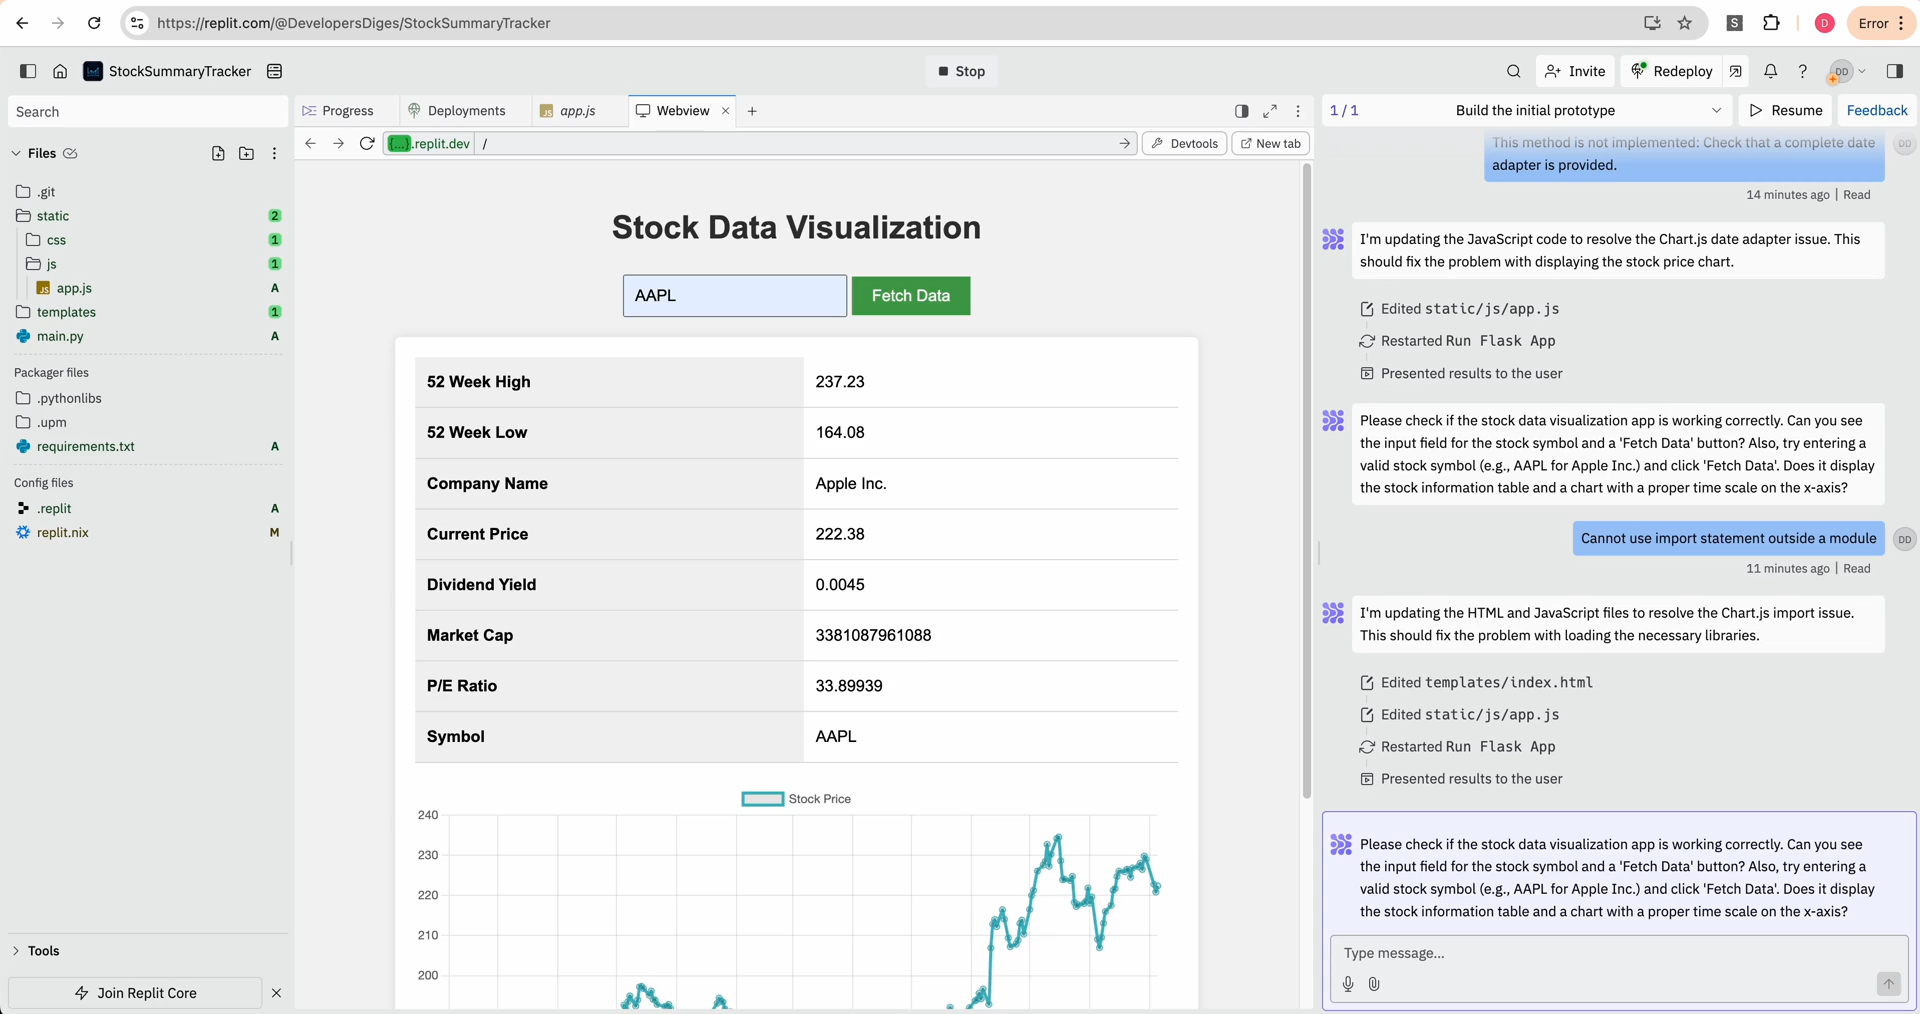 https://replit.com/@DevelopersDiges/StockSummaryTracker
S
D
Error
StockSummaryTracker
Stop
Invite
Redeploy
?
DD
Search
Progress
Deployments
JS app.js
Webview
1 / 1
Build the initial prototype
Resume
Feedback
{...}.replit.dev /
Devtools
New tab
Files
.git
static 2
css 1
js 1
JS app.js A
templates 1
main.py A
Packager files
.pythonlibs
.upm
requirements.txt A
Config files
.replit A
replit.nix M
Tools
Join Replit Core
Stock Data Visualization
AAPL
Fetch Data
52 Week High 237.23
52 Week Low 164.08
Company Name Apple Inc.
Current Price 222.38
Dividend Yield 0.0045
Market Cap 3381087961088
P/E Ratio 33.89939
Symbol AAPL
Stock Price
240
230
220
210
200
This method is not implemented: Check that a complete date
adapter is provided.
DD
14 minutes ago | Read
I'm updating the JavaScript code to resolve the Chart.js date adapter issue. This
should fix the problem with displaying the stock price chart.
Edited static/js/app.js
Restarted Run Flask App
Presented results to the user
Please check if the stock data visualization app is working correctly. Can you see
the input field for the stock symbol and a 'Fetch Data' button? Also, try entering a
valid stock symbol (e.g., AAPL for Apple Inc.) and click 'Fetch Data'. Does it display
the stock information table and a chart with a proper time scale on the x-axis?
Cannot use import statement outside a module
DD
11 minutes ago | Read
I'm updating the HTML and JavaScript files to resolve the Chart.js import issue.
This should fix the problem with loading the necessary libraries.
Edited templates/index.html
Edited static/js/app.js
Restarted Run Flask App
Presented results to the user
Please check if the stock data visualization app is working correctly. Can you see
the input field for the stock symbol and a 'Fetch Data' button? Also, try entering a
valid stock symbol (e.g., AAPL for Apple Inc.) and click 'Fetch Data'. Does it display
the stock information table and a chart with a proper time scale on the x-axis?
Type message...